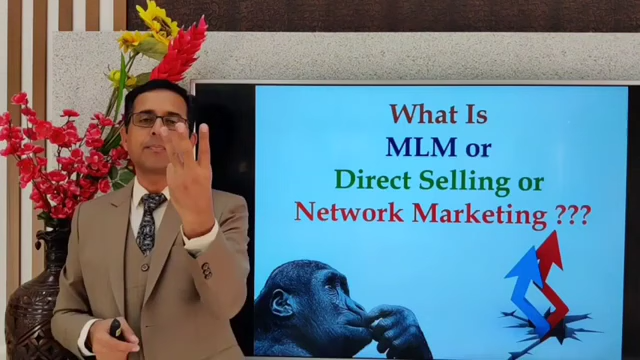 What Is
MLM or
Direct Selling or
Network Marketing ???